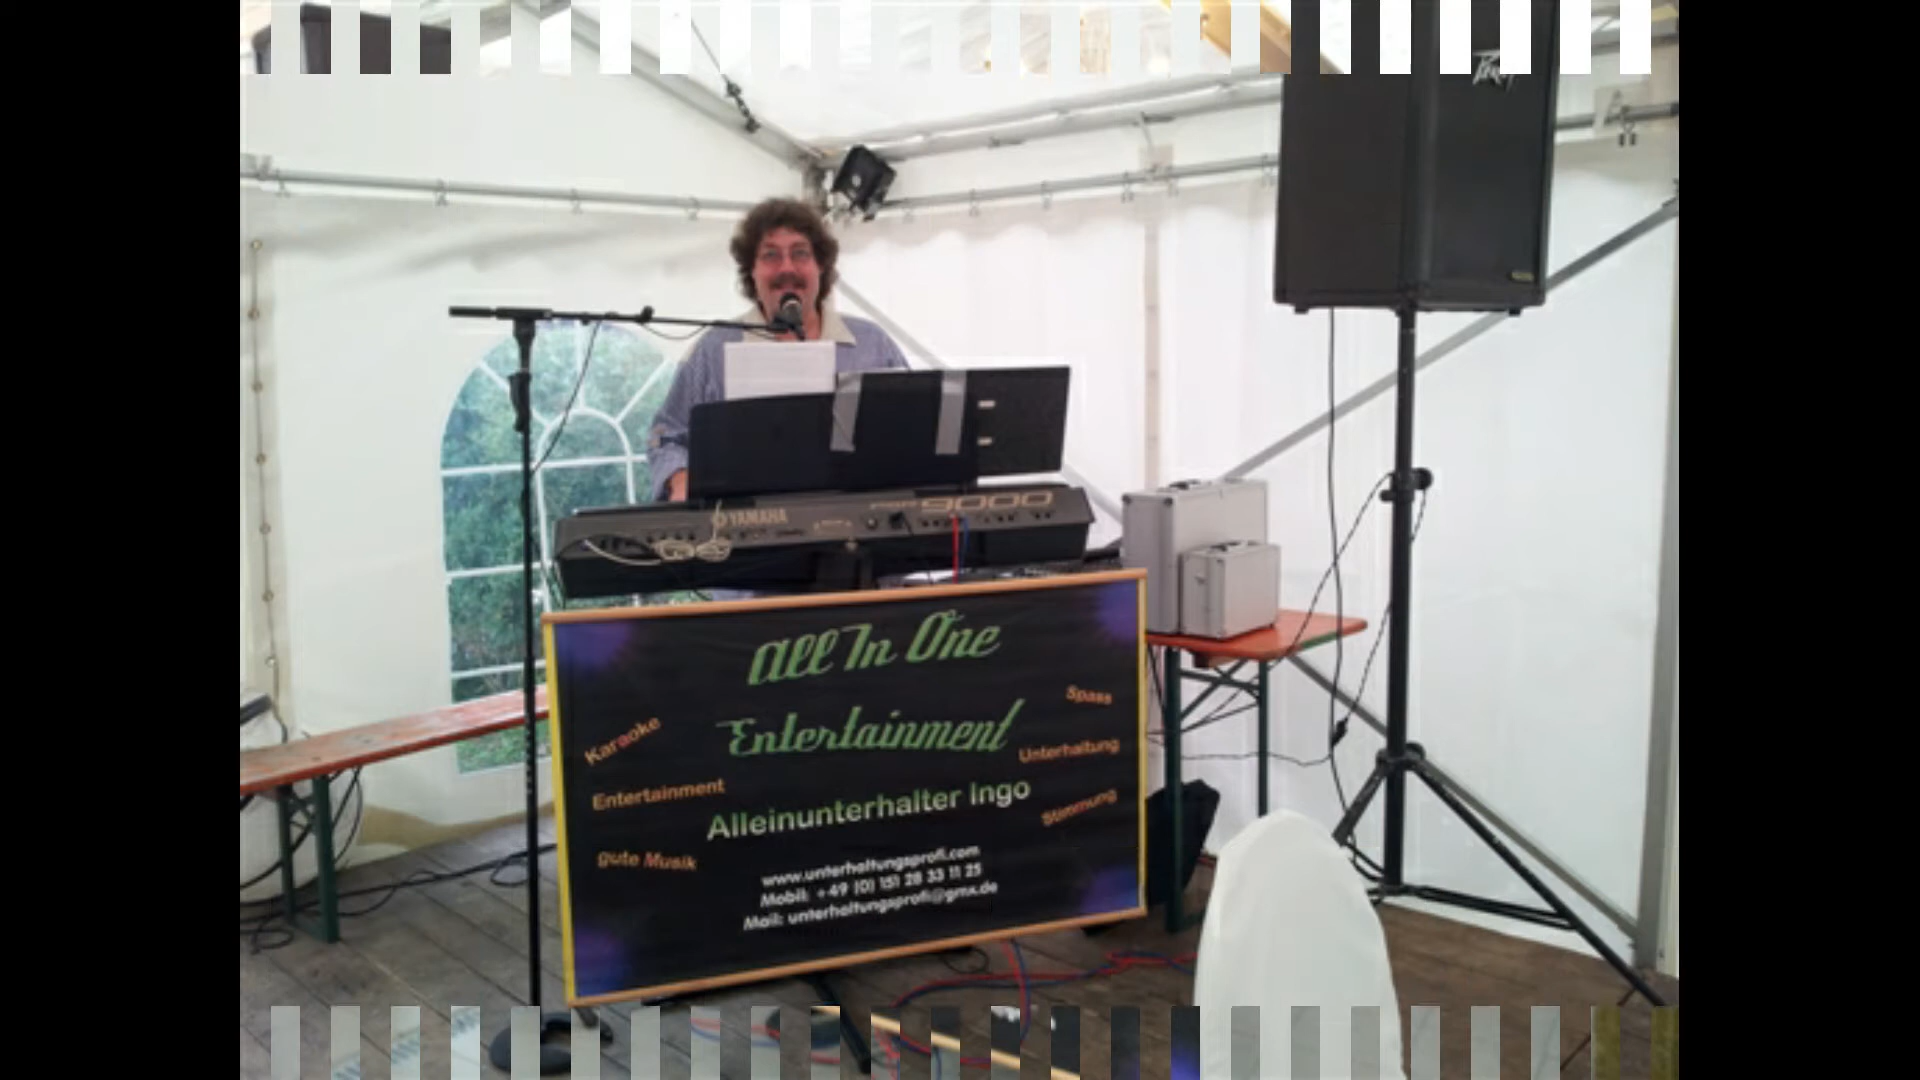 PEAVEY
YAMAHA
9000
All In One
Entertainment
Karaoke
Spass
Unterhaltung
Entertainment
Alleinunterhalter Ingo
Stimmung
gute Musik
www.unterhaltungsprofi.com
Mobil: +49 (0) 151 28 33 11 25
Mail: unterhaltungsprofi@gmx.de